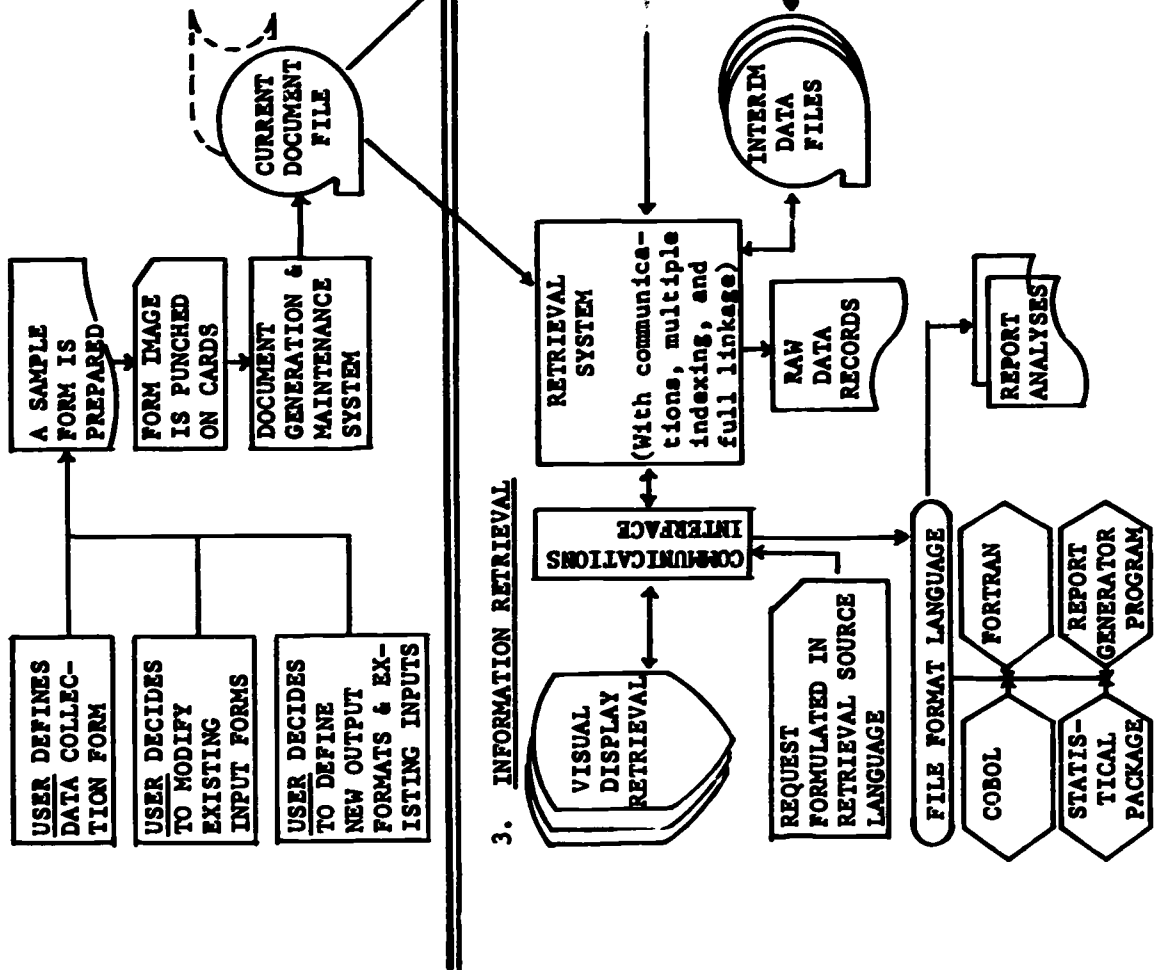 USER DEFINES
DATA COLLEC-
TION FORM
USER DECIDES
TO MODIFY
EXISTING
INPUT FORMS
USER DECIDES
TO DEFINE
NEW OUTPUT
FORMATS & EX-
ISTING INPUTS
A SAMPLE
FORM IS
PREPARED
FORM IMAGE
IS PUNCHED
ON CARDS
DOCUMENT
GENERATION &
MAINTENANCE
SYSTEM
CURRENT
DOCUMENT
FILE
3. INFORMATION RETRIEVAL
VISUAL
DISPLAY
RETRIEVAL
COMMUNICATIONS
INTERFACE
RETRIEVAL
SYSTEM
(With communica-
tions, multiple
indexing, and
full linkage)
INTERIM
DATA
FILES
RAW
DATA
RECORDS
REQUEST
FORMULATED IN
RETRIEVAL SOURCE
LANGUAGE
FILE FORMAT LANGUAGE
COBOL
FORTRAN
STATIS-
TICAL
PACKAGE
REPORT
GENERATOR
PROGRAM
REPORT
ANALYSES